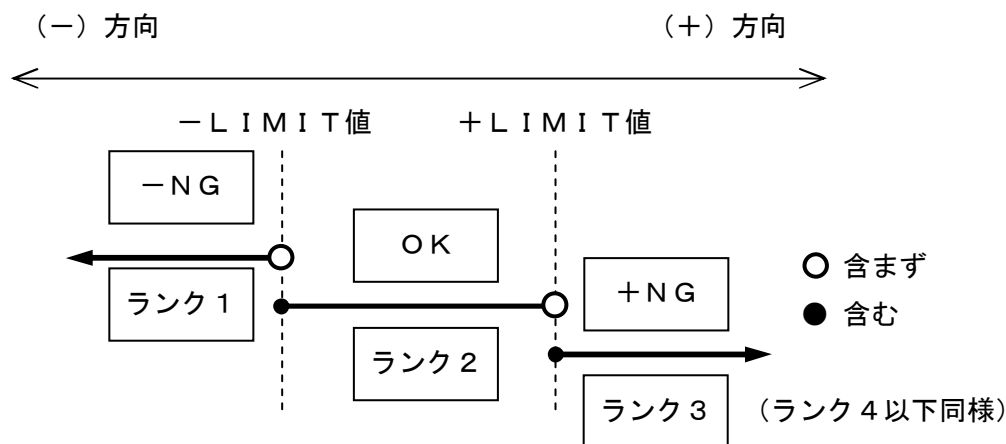 （－）方向 （＋）方向
－ＬＩＭＩＴ値 ＋ＬＩＭＩＴ値
－ＮＧ
ＯＫ
ランク１
＋ＮＧ
ランク２
ランク３ （ランク４以下同様）
含まず
含む